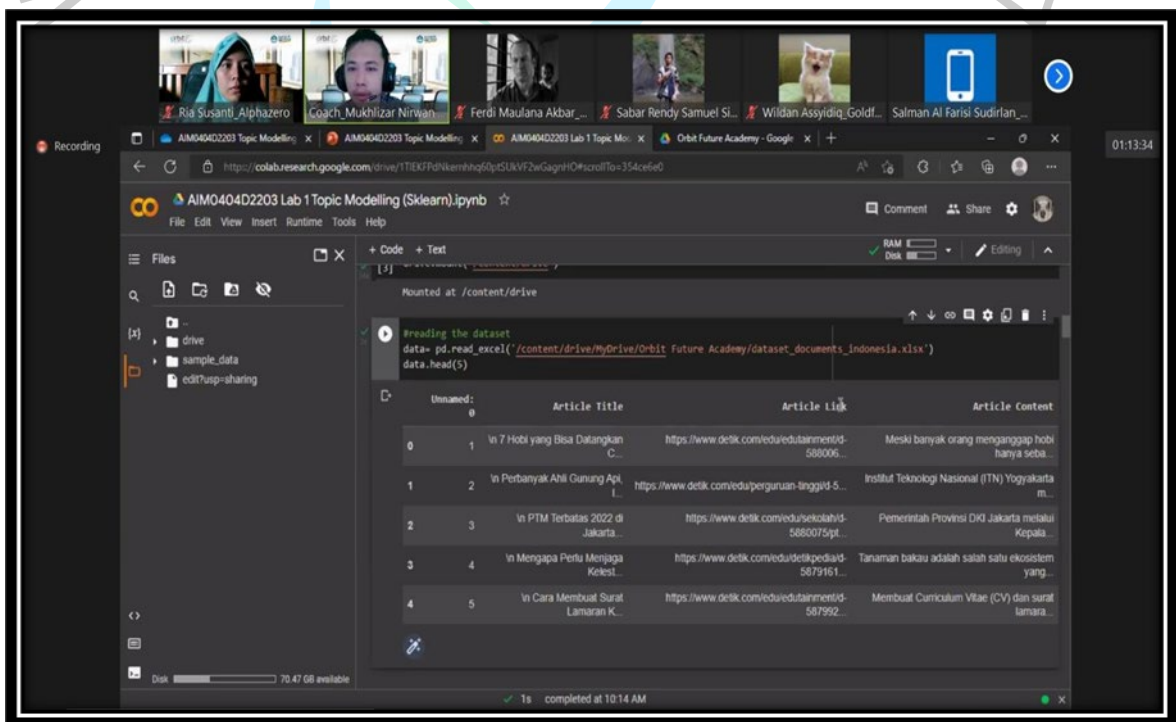 Ria Susanti_Alphazero
Coach_Mukhlizar Nirwan
Ferdi Maulana Akbar_...
Sabar Rendy Samuel Si...
Wildan Assyidiq_Goldf...
Salman Al Farisi Sudirlan_...
Recording
01:13:34
AIM0404D2203 Topic Modelling
AIM0404D2203 Topic Modelling
AIM0404D2203 Lab 1 Topic Mo
Orbit Future Academy - Google
AIM0404D2203 Lab 1 Topic Modelling (Sklearn).ipynb
Comment Share
File Edit View Insert Runtime Tools Help
Files
+ Code + Text
RAM
Disk
Editing
[3]
Mounted at /content/drive
..
drive
sample_data
edit?usp=sharing
#reading the dataset
data= pd.read_excel('/content/drive/MyDrive/Orbit Future Academy/dataset_documents_indonesia.xlsx')
data.head(5)
Unnamed: 0 Article Title Article Link Article Content
0 1 \n 7 Hobi yang Bisa Datangkan C... https://www.detik.com/edu/edutainment/d-588006... Meski banyak orang menganggap hobi hanya seba...
1 2 \n Perbanyak Ahli Gunung Api, I... https://www.detik.com/edu/perguruan-tinggi/d-5... Institut Teknologi Nasional (ITN) Yogyakarta m...
2 3 \n PTM Terbatas 2022 di Jakarta... https://www.detik.com/edu/sekolah/d-5880075/pt... Pemerintah Provinsi DKI Jakarta melalui Kepala...
3 4 \n Mengapa Perlu Menjaga Kelest... https://www.detik.com/edu/detikpedia/d-5879161... Tanaman bakau adalah salah satu ekosistem yang...
4 5 \n Cara Membuat Surat Lamaran K... https://www.detik.com/edu/edutainment/d-587992... Membuat Curriculum Vitae (CV) dan surat lamara...
Disk 70.47 GB available
1s completed at 10:14 AM